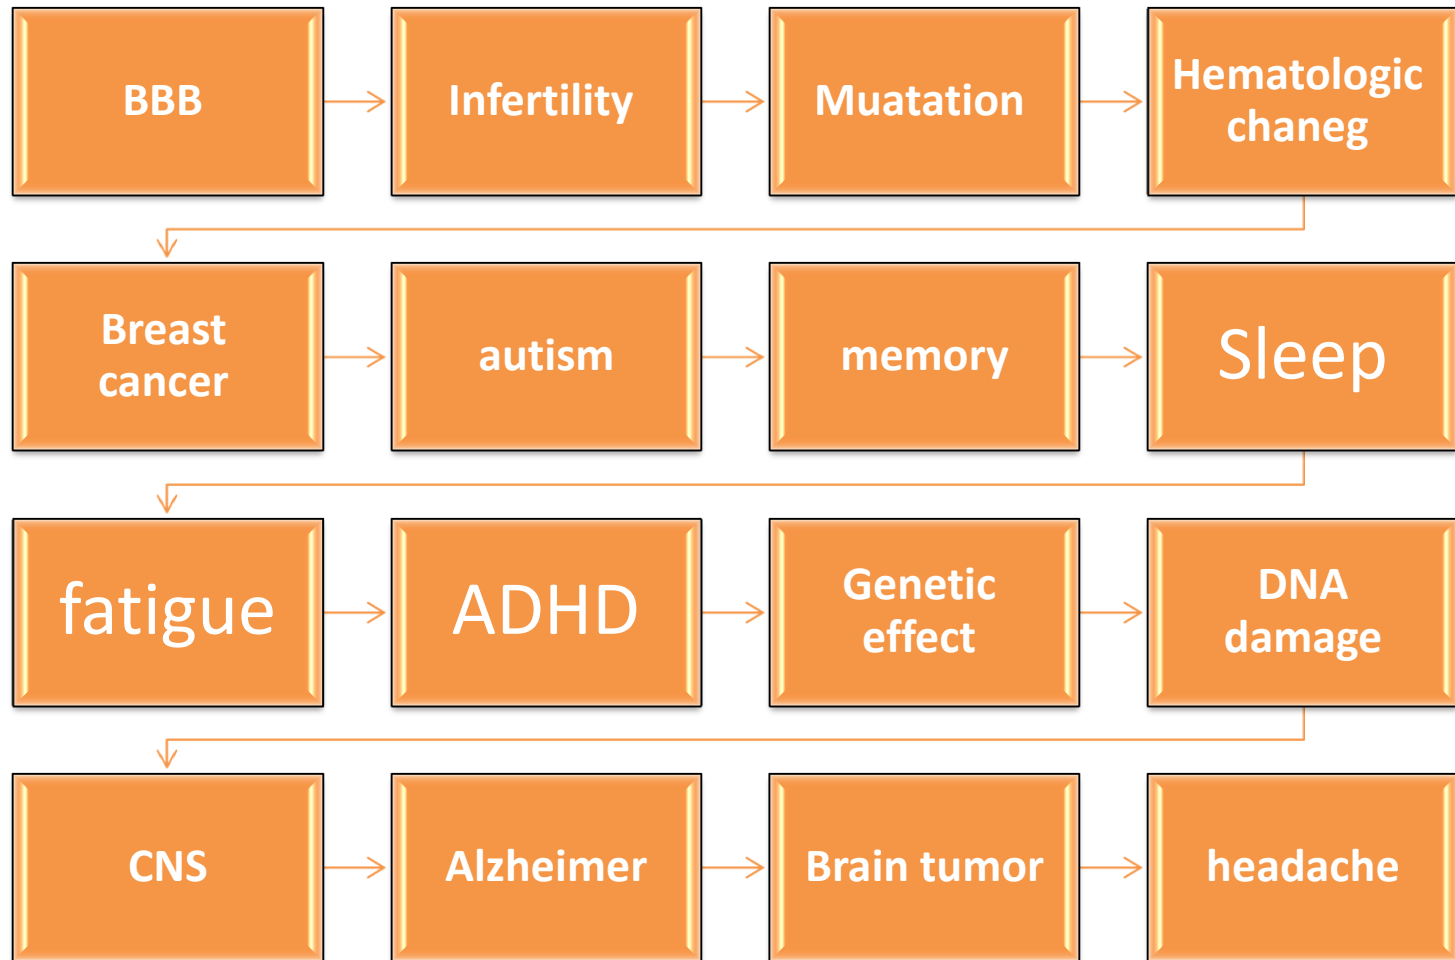 BBB
Infertility
Muatation
Hematologic
chaneg
Breast
cancer
autism
memory
Sleep
fatigue
ADHD
Genetic
effect
DNA
damage
CNS
Alzheimer
Brain tumor
headache